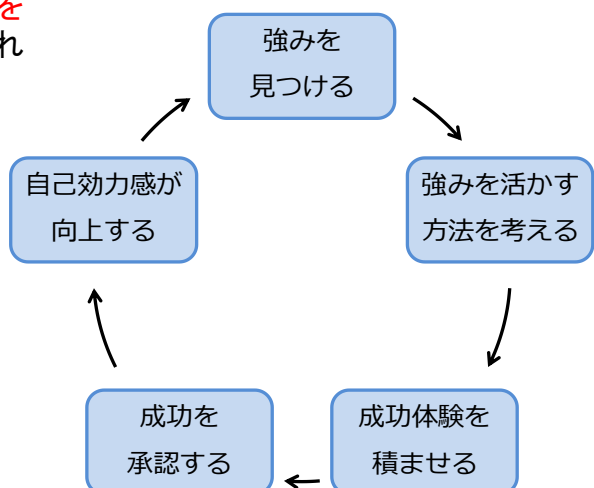 を
れ
強みを
見つける
強みを活かす
方法を考える
成功体験を
積ませる
成功を
承認する
自己効力感が
向上する